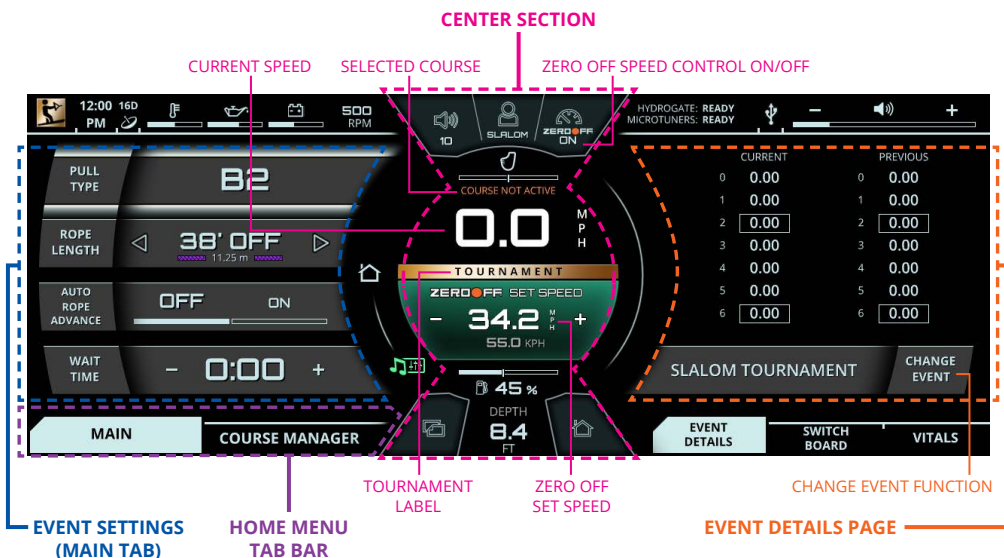 CENTER SECTION
CURRENT SPEED
SELECTED COURSE
ZERO OFF SPEED CONTROL ON/OFF
12:00 16D
PM
500
RPM
10
SLALOM
ZEROOFF
ON
HYDROGATE: READY
MICROTUNERS: READY
− +
PULL
TYPE
B2
ROPE
LENGTH
38' OFF
11.25 m
AUTO
ROPE
ADVANCE
OFF ON
WAIT
TIME
− 0:00 +
COURSE NOT ACTIVE
0.0
M
P
H
TOURNAMENT
ZEROOFF SET SPEED
− 34.2 MPH +
55.0 KPH
45 %
DEPTH
8.4
FT
CURRENT PREVIOUS
0 0.00 0 0.00
1 0.00 1 0.00
2 0.00 2 0.00
3 0.00 3 0.00
4 0.00 4 0.00
5 0.00 5 0.00
6 0.00 6 0.00
SLALOM TOURNAMENT
CHANGE
EVENT
MAIN
COURSE MANAGER
EVENT
DETAILS
SWITCH
BOARD
VITALS
TOURNAMENT
LABEL
ZERO OFF
SET SPEED
CHANGE EVENT FUNCTION
EVENT SETTINGS
(MAIN TAB)
HOME MENU
TAB BAR
EVENT DETAILS PAGE